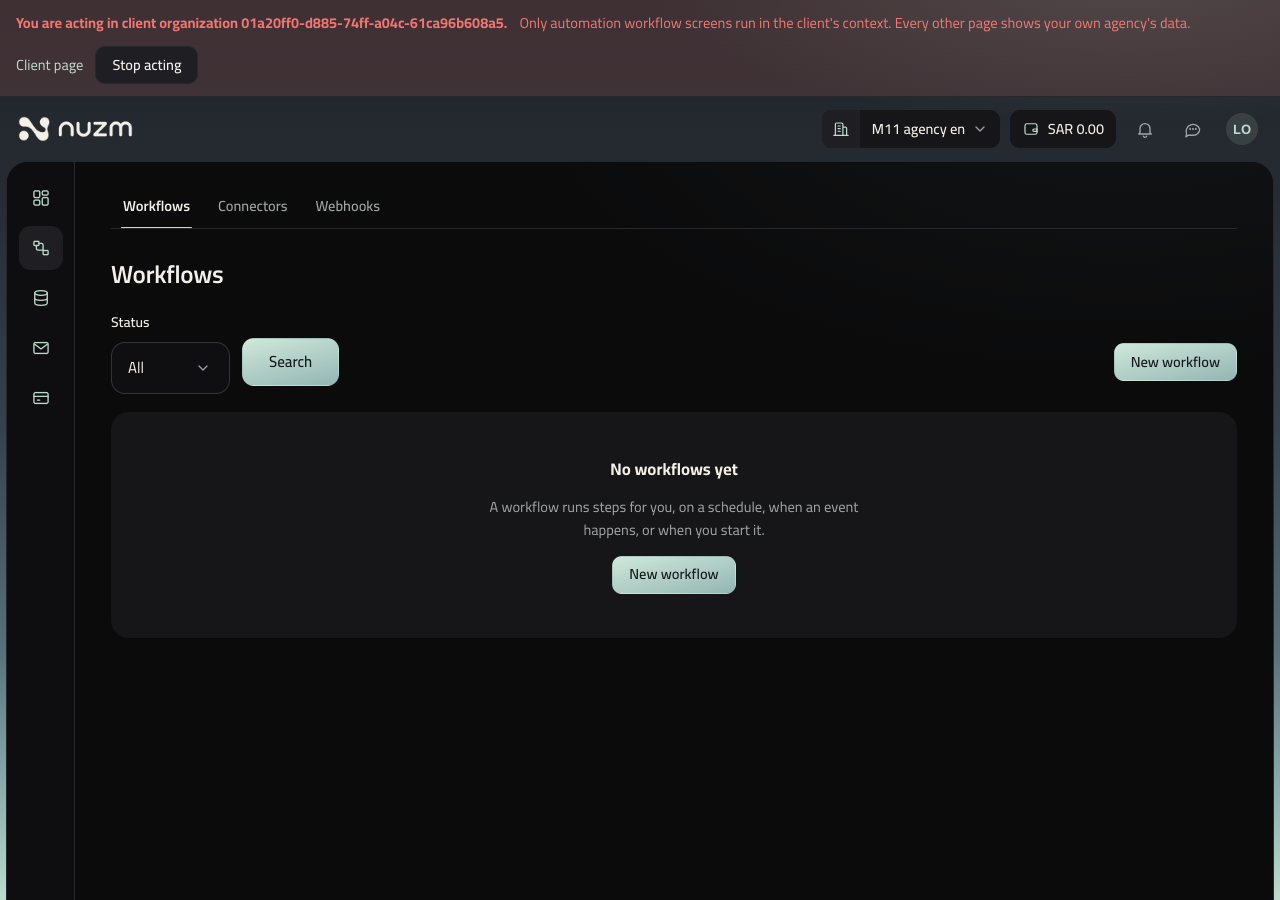 You are acting in client organization 01a20ff0-d885-74ff-a04c-61ca96b608a5. Only automation workflow screens run in the client's context. Every other page shows your own agency's data.
Client page Stop acting
nuzm M11 agency en SAR 0.00 LO
Workflows Connectors Webhooks
Workflows
Status
All Search New workflow
No workflows yet
A workflow runs steps for you, on a schedule, when an event
happens, or when you start it.
New workflow